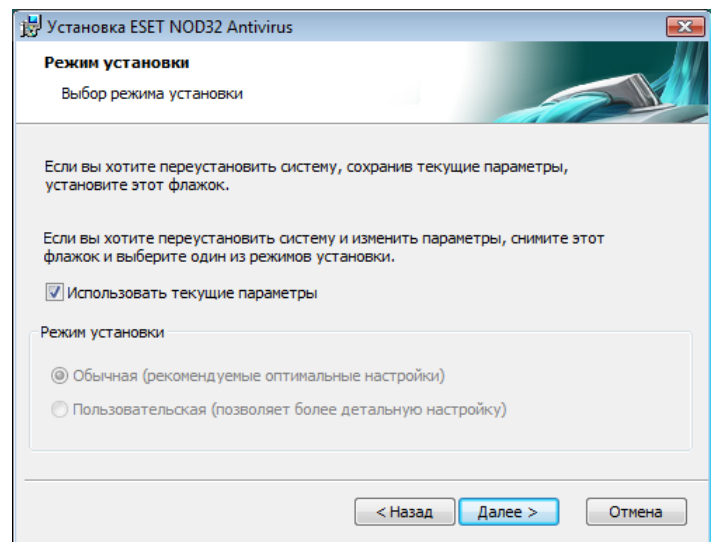 Установка ESET NOD32 Antivirus
Режим установки
Выбор режима установки
Если вы хотите переустановить систему, сохранив текущие параметры,
установите этот флажок.
Если вы хотите переустановить систему и изменить параметры, снимите этот
флажок и выберите один из режимов установки.
Использовать текущие параметры
Режим установки
Обычная (рекомендуемые оптимальные настройки)
Пользовательская (позволяет более детальную настройку)
< Назад
Далее >
Отмена